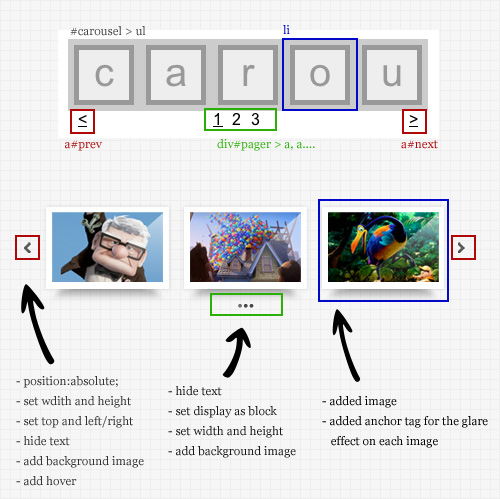 #carousel > ul
li
c a r o u
< 1 2 3 >
a#prev div#pager > a, a.... a#next
- position:absolute;
- set wdith and height
- set top and left/right
- hide text
- add background image
- add hover
- hide text
- set display as block
- set width and height
- add background image
- added image
- added anchor tag for the glare
effect on each image